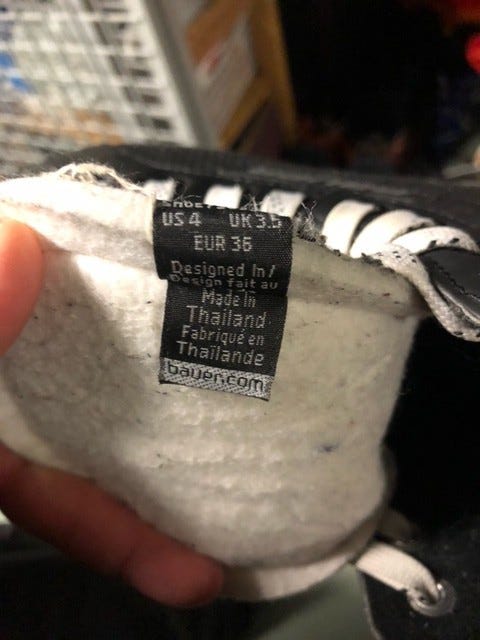 US 4 UK 3.5
EUR 36
Designed In/
Design fait au
Made In
Thailand
Fabriqué en
Thaïlande
bauer.com